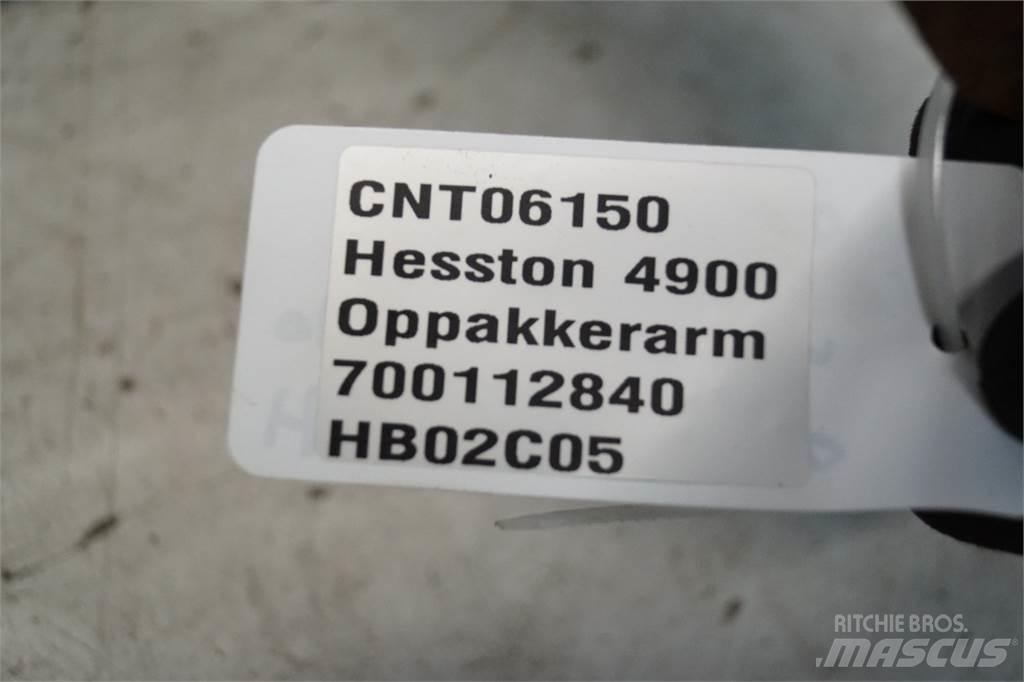 CNT06150
Hesston 4900
Oppakkerarm
700112840
HB02C05
RITCHIE BROS.
MASCUS